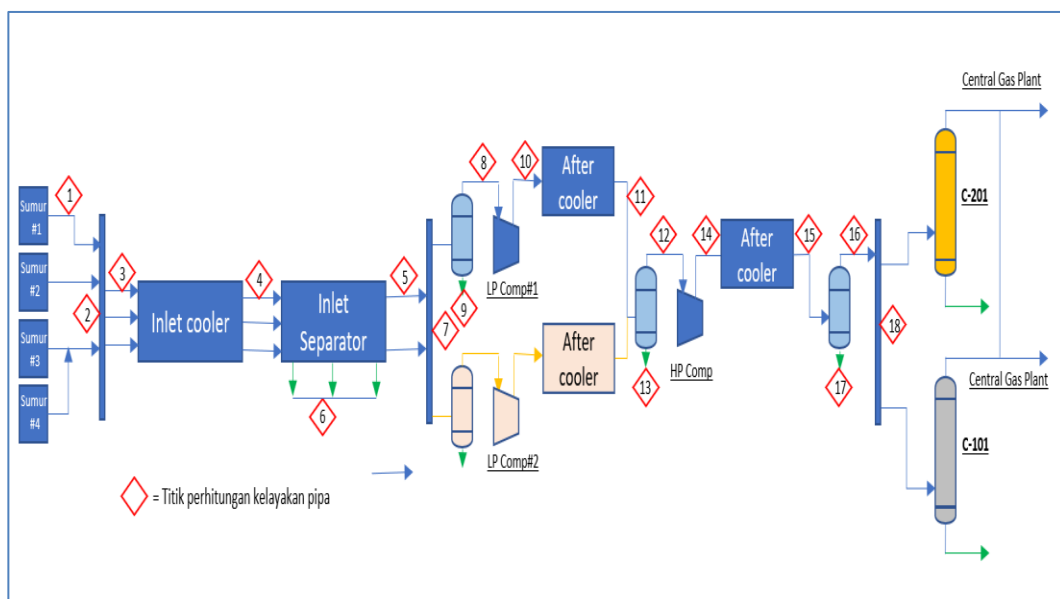 Central Gas Plant
8
10
After
cooler
C-201
Sumur
#1
1
11
12
14
After
cooler
15
16
3
4
5
Sumur
#2
2
Inlet cooler
Inlet
Separator
LP Comp#1
9
7
18
Sumur
#3
After
cooler
HP Comp
13
17
Central Gas Plant
Sumur
#4
6
LP Comp#2
C-101
= Titik perhitungan kelayakan pipa